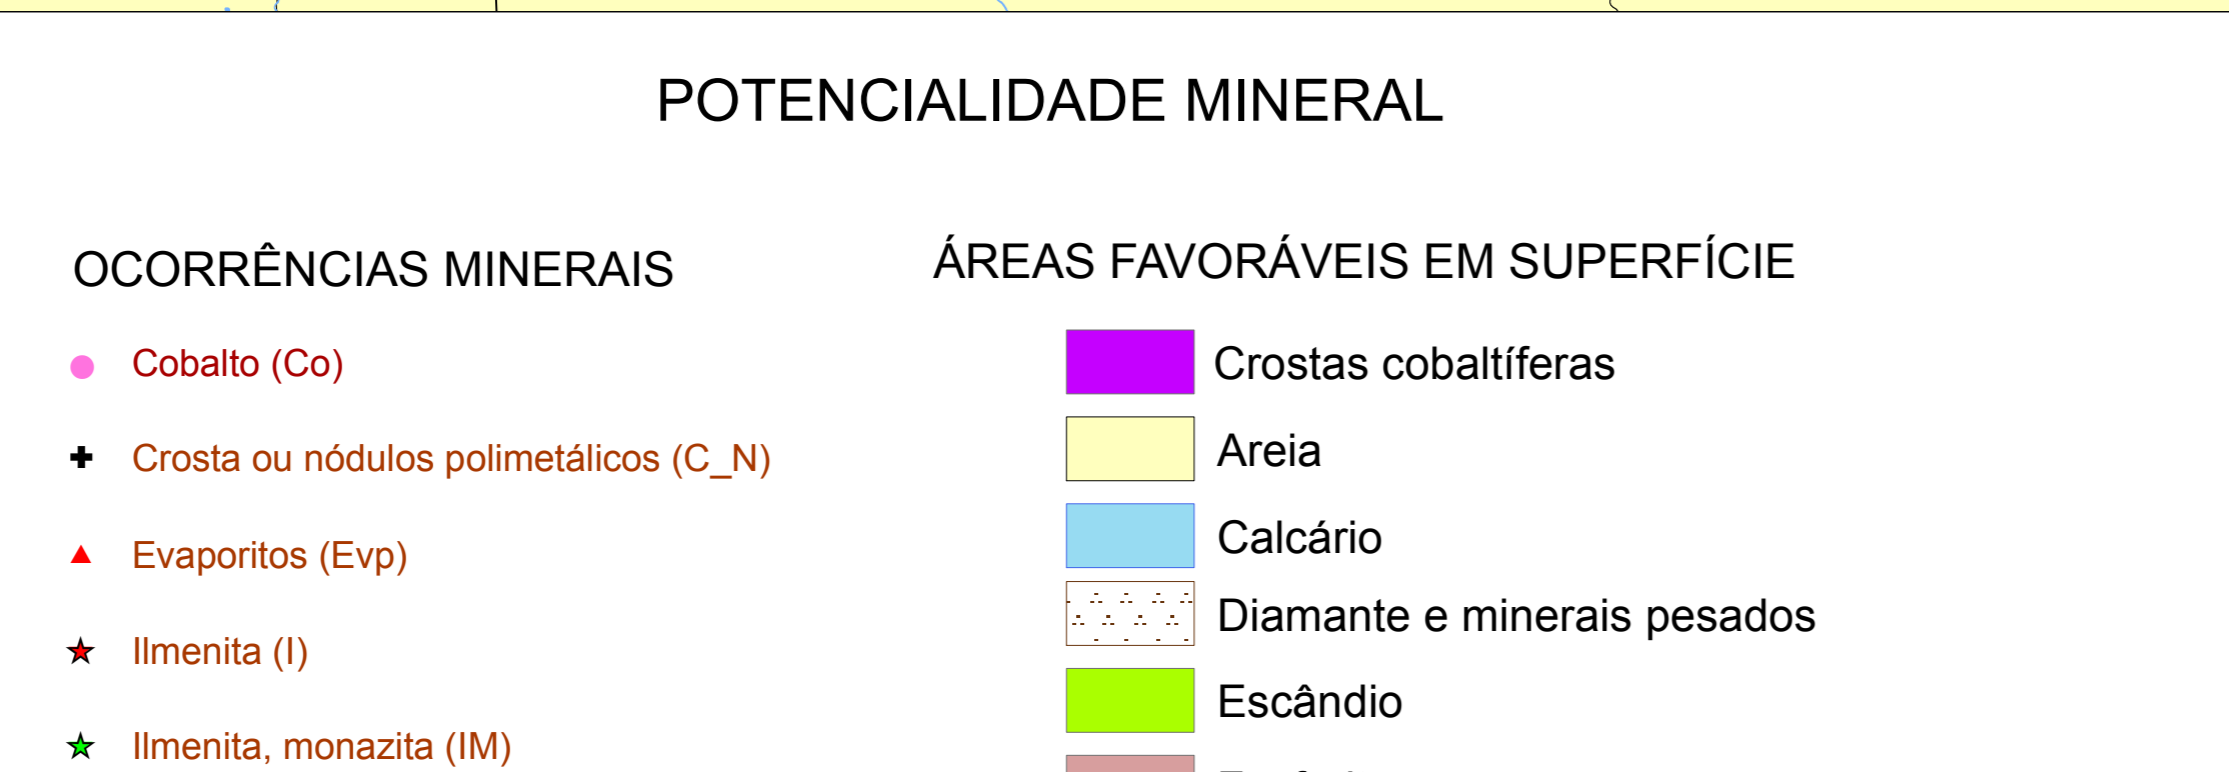 POTENCIALIDADE MINERAL
OCORRÊNCIAS MINERAIS
Cobalto (Co)
Crosta ou nódulos polimetálicos (C_N)
Evaporitos (Evp)
Ilmenita (I)
Ilmenita, monazita (IM)
ÁREAS FAVORÁVEIS EM SUPERFÍCIE
Crostas cobaltíferas
Areia
Calcário
Diamante e minerais pesados
Escândio